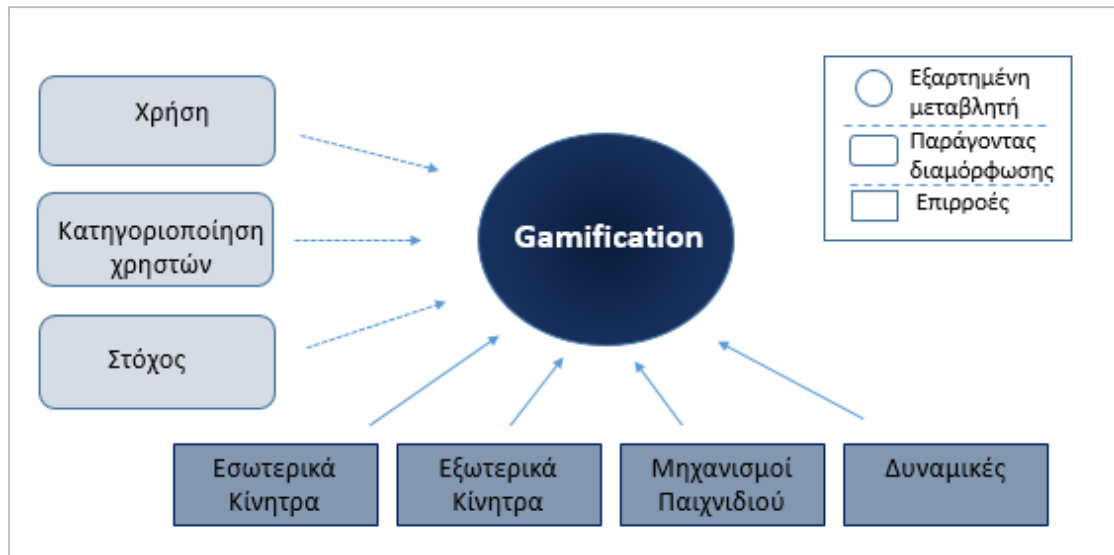 Χρήση
Κατηγοριοποίηση
χρηστών
Στόχος
Gamification
Εξαρτημένη
μεταβλητή
Παράγοντας
διαμόρφωσης
Επιρροές
Εσωτερικά
Κίνητρα
Εξωτερικά
Κίνητρα
Μηχανισμοί
Παιχνιδιού
Δυναμικές